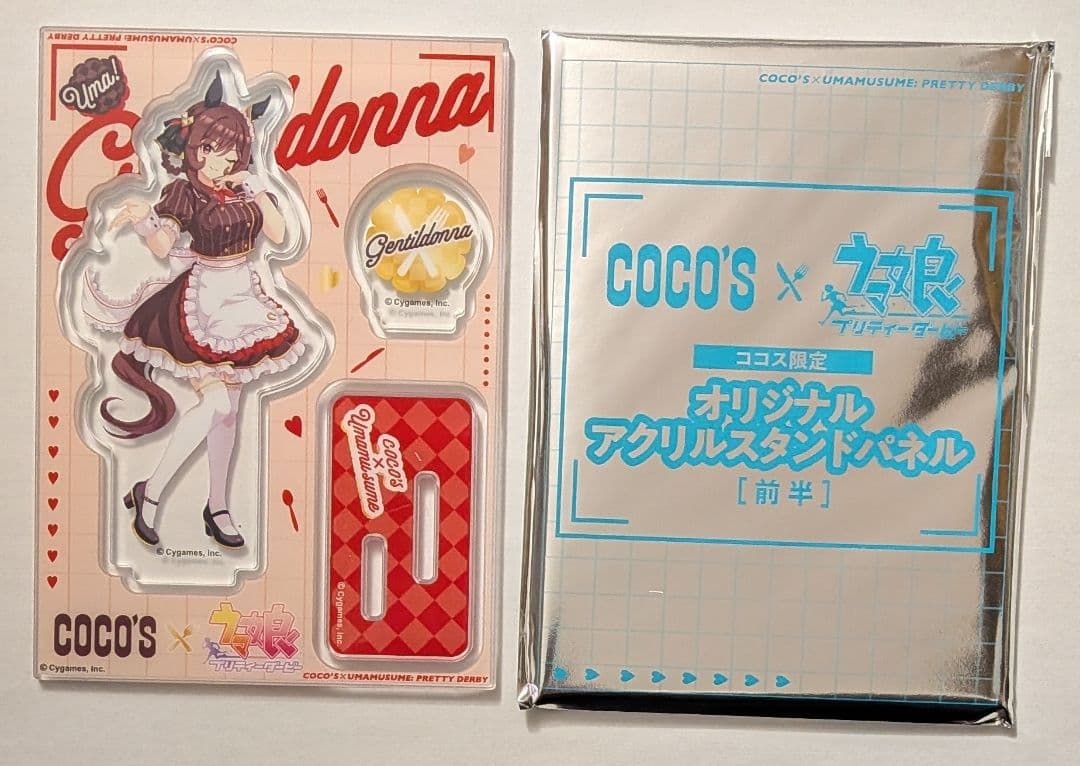 COCO'S×UMAMUSUME: PRETTY DERBY
Uma!
Gentildonna
Gentildonna
© Cygames, Inc.
© Cygames, Inc.
COCO'S
×
Umamusume
© Cygames, Inc.
© Cygames, Inc.
COCO'S × ウマ娘
プリティーダービー
© Cygames, Inc.
COCO'S×UMAMUSUME: PRETTY DERBY
COCO'S×UMAMUSUME: PRETTY DERBY
COCO'S × ウマ娘
プリティーダービー
ココス限定
オリジナル
アクリルスタンドパネル
[前半]